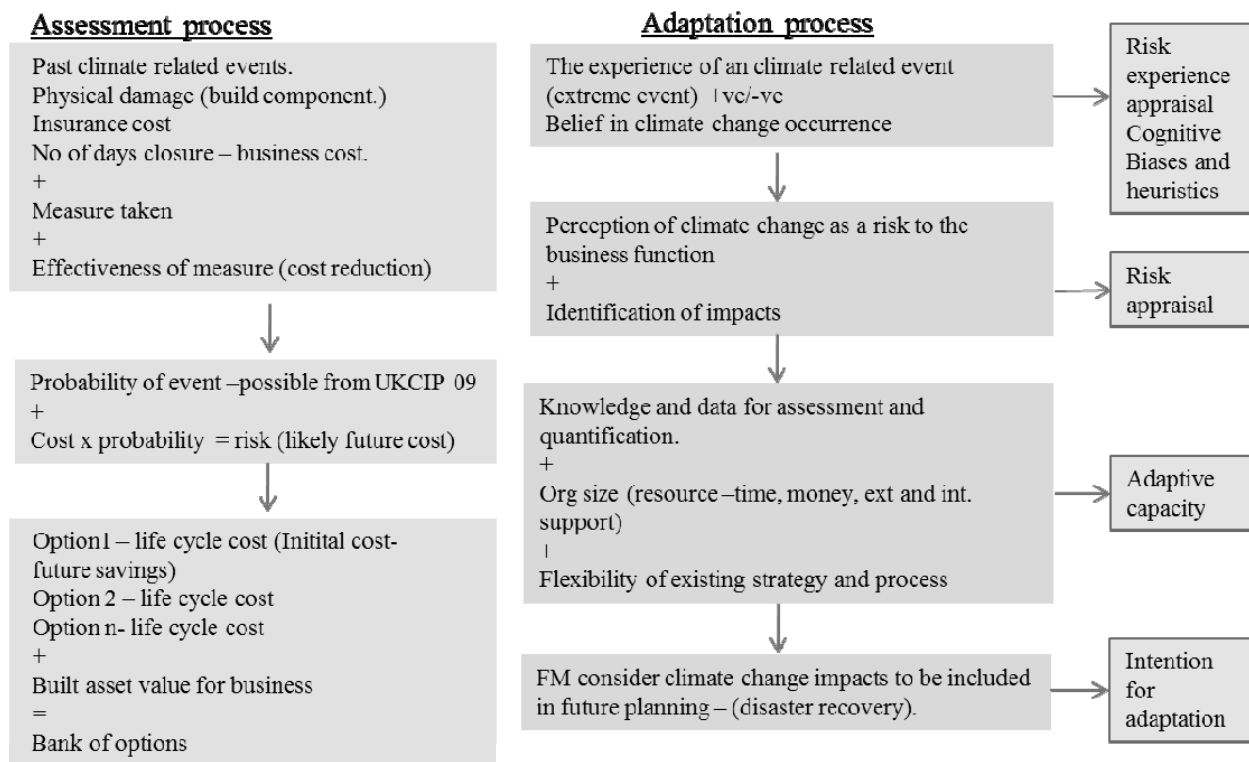 Assessment process
Past climate related events.
Physical damage (build component.)
Insurance cost
No of days closure – business cost.
+
Measure taken
+
Effectiveness of measure (cost reduction)
Probability of event –possible from UKCIP 09
+
Cost x probability = risk (likely future cost)
Option1 – life cycle cost (Initital cost-
future savings)
Option 2 – life cycle cost
Option n- life cycle cost
+
Built asset value for business
=
Bank of options
Adaptation process
The experience of an climate related event
(extreme event) +ve/-ve
Belief in climate change occurrence
Perception of climate change as a risk to the
business function
+
Identification of impacts
Knowledge and data for assessment and
quantification.
+
Org size (resource –time, money, ext and int.
support)
+
Flexibility of existing strategy and process
FM consider climate change impacts to be included
in future planning – (disaster recovery).
Risk
experience
appraisal
Cognitive
Biases and
heuristics
Risk
appraisal
Adaptive
capacity
Intention
for
adaptation